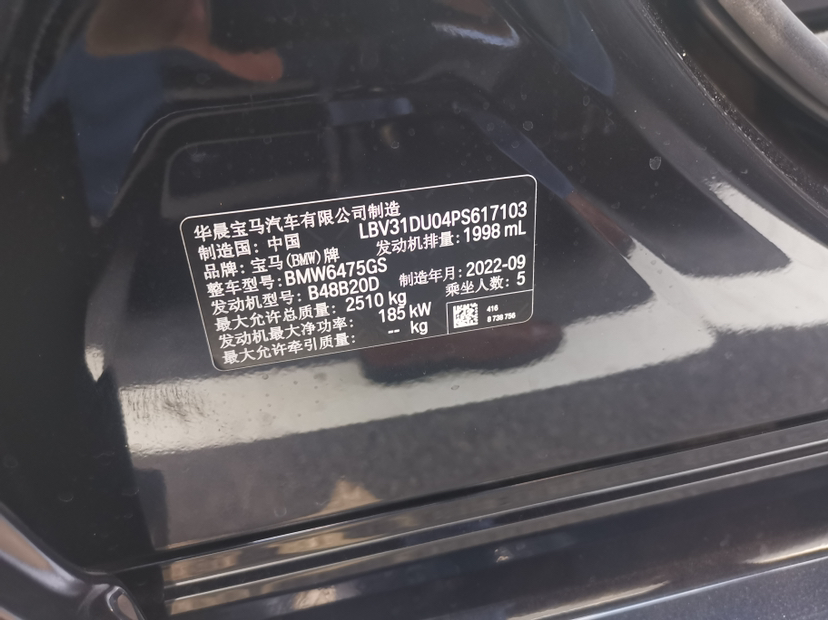 华晨宝马汽车有限公司制造
制造国：中国 LBV31DU04PS617103
品牌：宝马(BMW)牌 发动机排量：1998 mL
整车型号：BMW6475GS
发动机型号：B48B20D 制造年月：2022-09
最大允许总质量：2510 kg 乘坐人数：5
发动机最大净功率：185 kW
最大允许牵引质量：-- kg
416
8 738 756